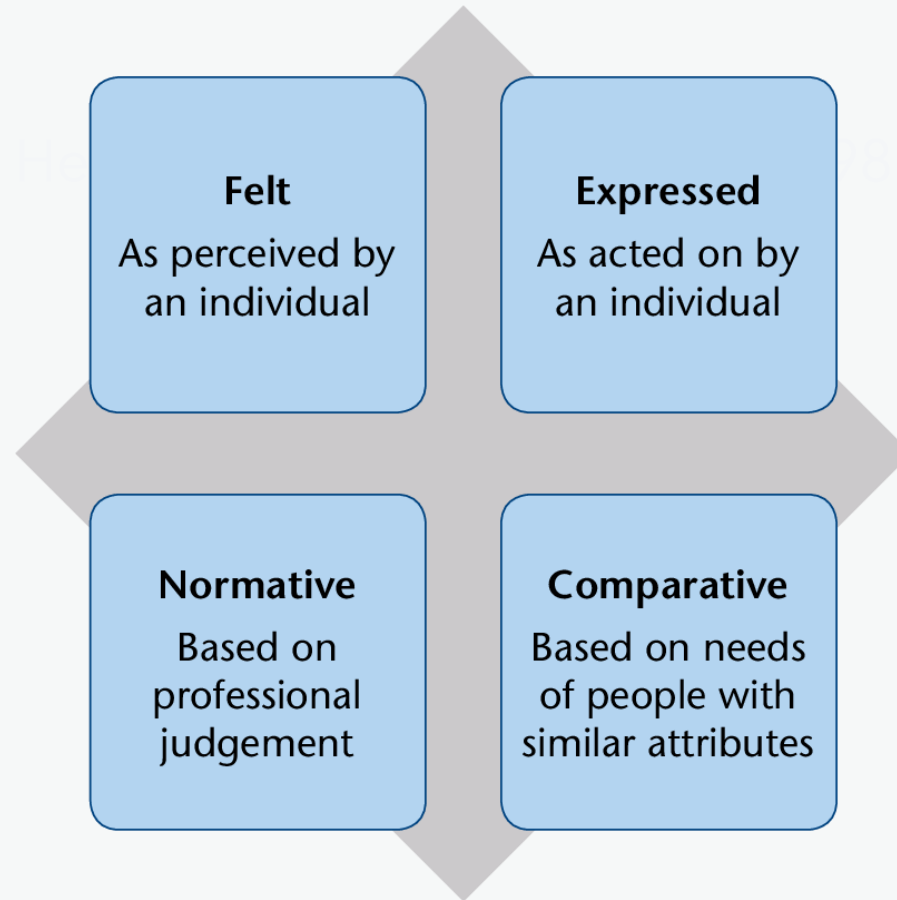 Felt
As perceived by
an individual
Expressed
As acted on by
an individual
Normative
Based on
professional
judgement
Comparative
Based on needs
of people with
similar attributes